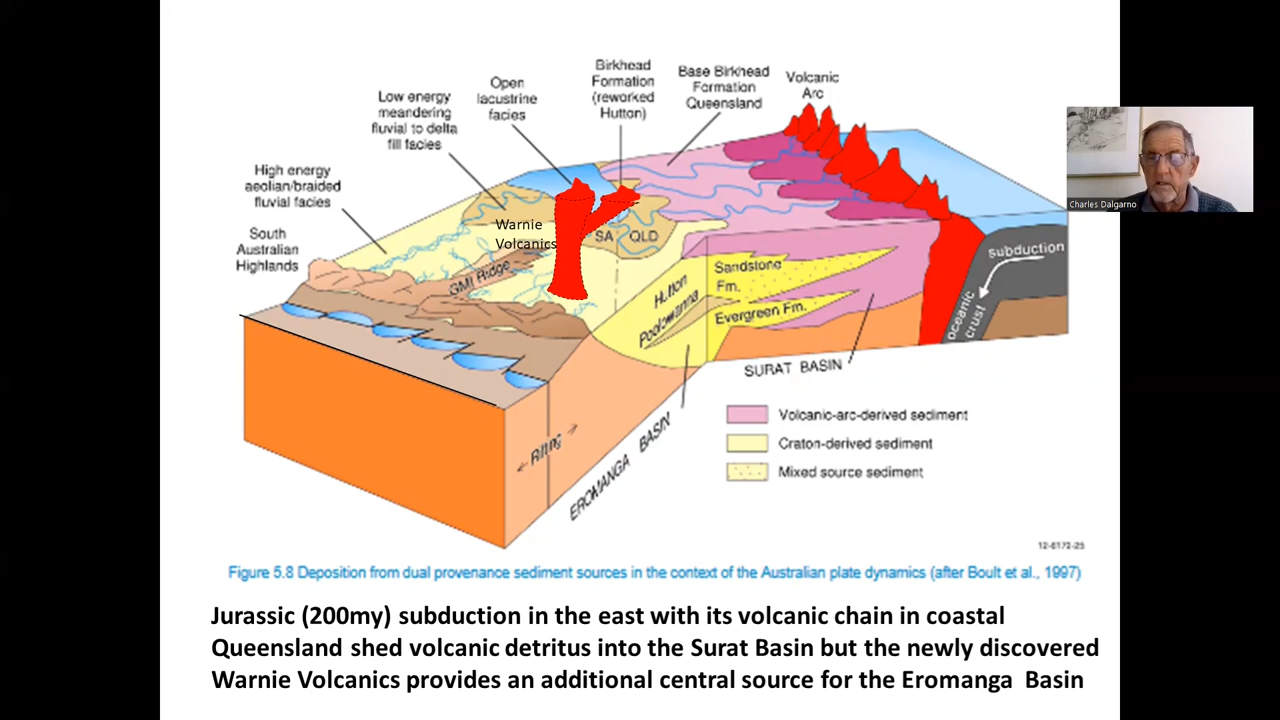 Birkhead
Formation
(reworked
Hutton)
Base Birkhead
Formation
Queensland
Volcanic
Arc
Open
lacustrine
facies
Low energy
meandering
fluvial to delta
fill facies
High energy
aeolian/braided
fluvial facies
South
Australian
Highlands
Warnie
Volcanics
SA
QLD
GMI Ridge
Hutton
Poolowanna
Sandstone
Fm.
Evergreen Fm.
subduction
oceanic
crust
SURAT BASIN
Rifting
EROMANGA BASIN
Volcanic-arc-derived sediment
Craton-derived sediment
Mixed source sediment
12-6172-25
Figure 5.8 Deposition from dual provenance sediment sources in the context of the Australian plate dynamics (after Boult et al., 1997)
Jurassic (200my) subduction in the east with its volcanic chain in coastal
Queensland shed volcanic detritus into the Surat Basin but the newly discovered
Warnie Volcanics provides an additional central source for the Eromanga Basin
Charles Dalgarno